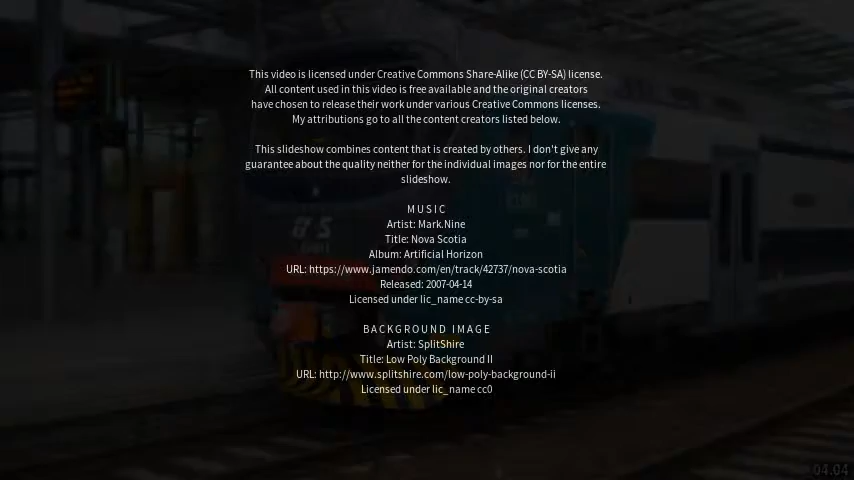 This video is licensed under Creative Commons Share-Alike (CC BY-SA) license.
All content used in this video is free available and the original creators
have chosen to release their work under various Creative Commons licenses.
My attributions go to all the content creators listed below.
This slideshow combines content that is created by others. I don't give any
guarantee about the quality neither for the individual images nor for the entire
slideshow.
MUSIC
Artist: Mark.Nine
Title: Nova Scotia
Album: Artificial Horizon
URL: https://www.jamendo.com/en/track/42737/nova-scotia
Released: 2007-04-14
Licensed under lic_name cc-by-sa
BACKGROUND IMAGE
Artist: SplitShire
Title: Low Poly Background II
URL: http://www.splitshire.com/low-poly-background-ii
Licensed under lic_name cc0
04:04